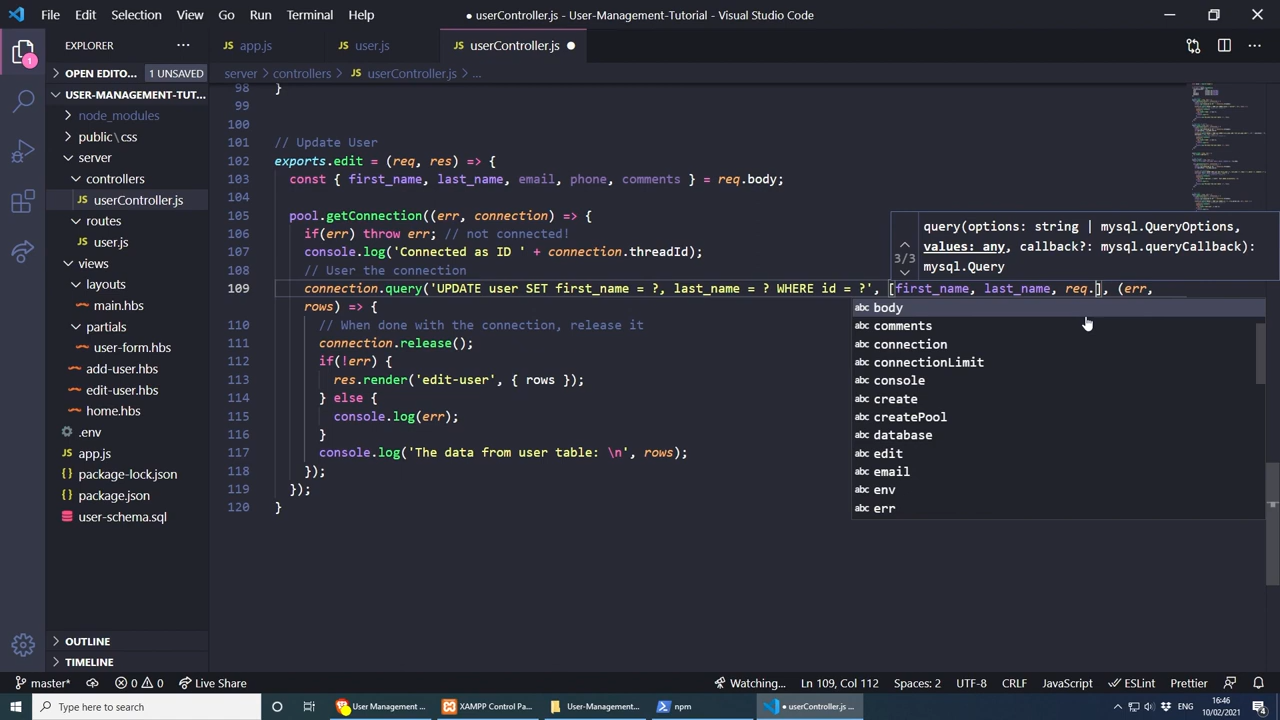 File Edit Selection View Go Run Terminal Help
● userController.js - User-Management-Tutorial - Visual Studio Code
EXPLORER
JS app.js
JS user.js
JS userController.js ●
OPEN EDITO... 1 UNSAVED
server > controllers > JS userController.js > ...
USER-MANAGEMENT-TUT...
node_modules
public\css
server
controllers
JS userController.js
routes
JS user.js
views
layouts
main.hbs
partials
user-form.hbs
add-user.hbs
edit-user.hbs
home.hbs
.env
JS app.js
{} package-lock.json
{} package.json
user-schema.sql
OUTLINE
TIMELINE
1
98 }
99
100
101 // Update User
102 exports.edit = (req, res) => {
103 const { first_name, last_name, email, phone, comments } = req.body;
104
105 pool.getConnection((err, connection) => {
106 if(err) throw err; // not connected!
107 console.log('Connected as ID ' + connection.threadId);
108 // User the connection
109 connection.query('UPDATE user SET first_name = ?, last_name = ? WHERE id = ?', [first_name, last_name, req.], (err,
rows) => {
110 // When done with the connection, release it
111 connection.release();
112 if(!err) {
113 res.render('edit-user', { rows });
114 } else {
115 console.log(err);
116 }
117 console.log('The data from user table: \n', rows);
118 });
119 });
120 }
query(options: string | mysql.QueryOptions,
3/3 values: any, callback?: mysql.queryCallback):
mysql.Query
abc body
abc comments
abc connection
abc connectionLimit
abc console
abc create
abc createPool
abc database
abc edit
abc email
abc env
abc err
master* 0 0 Live Share
Watching... Ln 109, Col 112 Spaces: 2 UTF-8 CRLF JavaScript ESLint Prettier
Type here to search
User Management ...
XAMPP Control Pa...
User-Management...
npm
● userController.js ...
ENG
16:46
10/02/2021
4